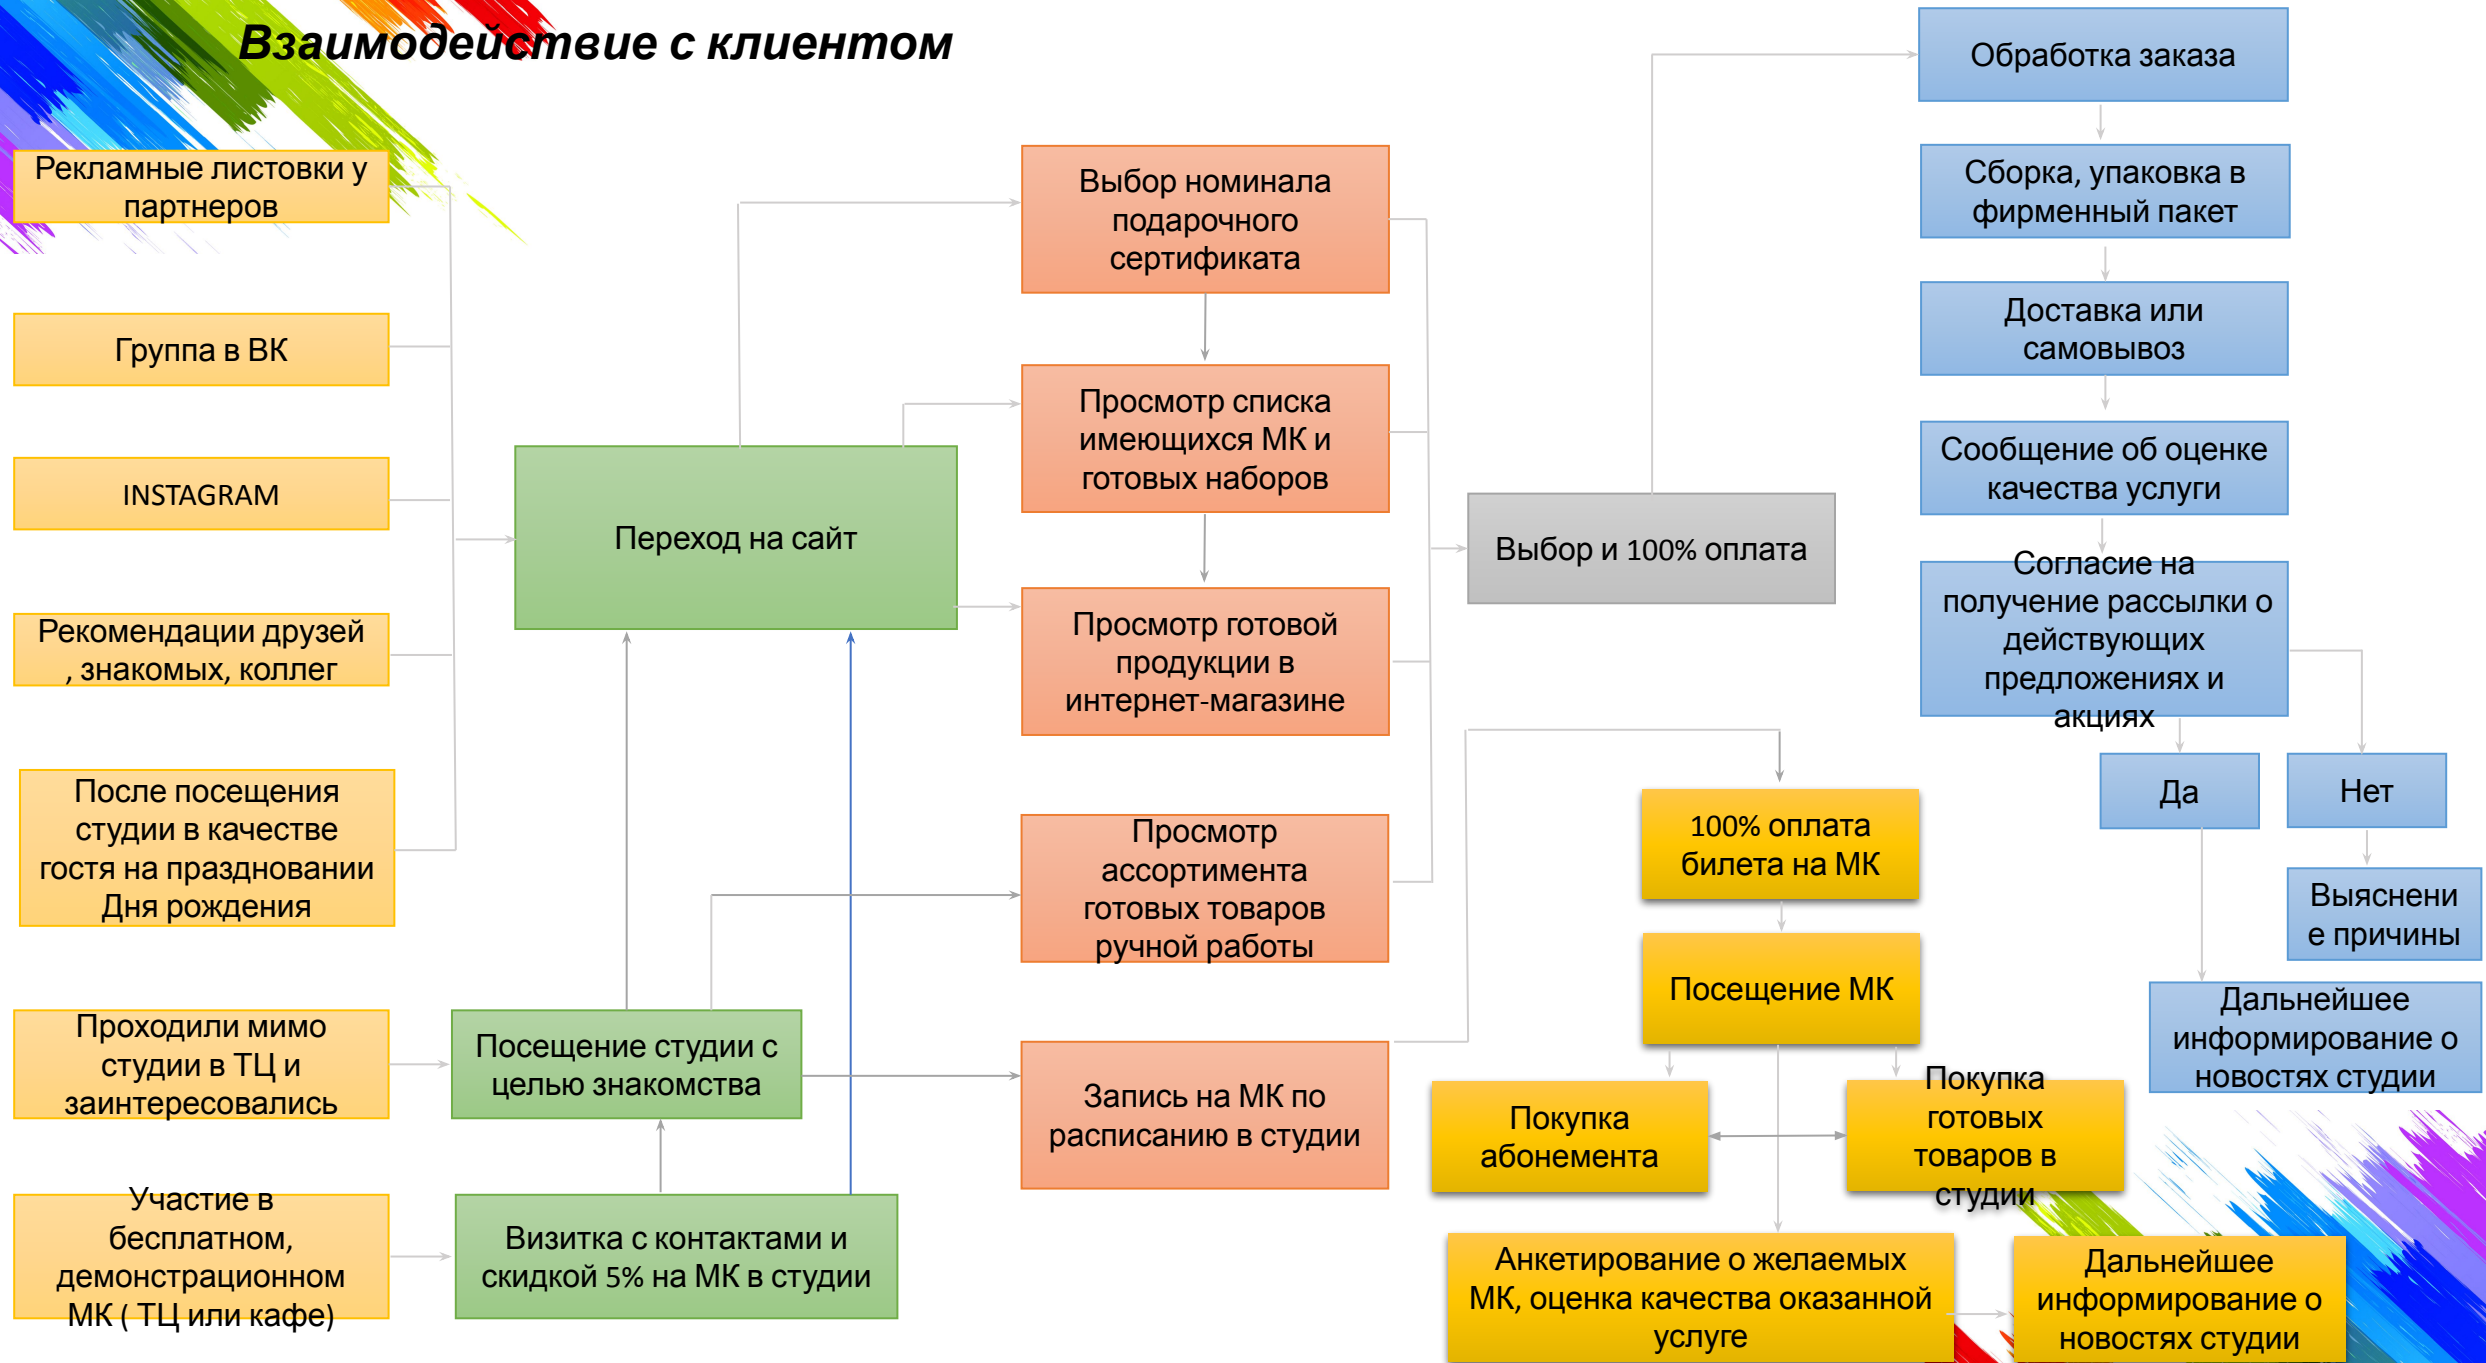 Взаимодействие с клиентом
Рекламные листовки у
партнеров
Группа в ВК
INSTAGRAM
Рекомендации друзей
, знакомых, коллег
После посещения
студии в качестве
гостя на праздновании
Дня рождения
Проходили мимо
студии в ТЦ и
заинтересовались
Участие в
бесплатном,
демонстрационном
МК ( ТЦ или кафе)
Переход на сайт
Посещение студии с
целью знакомства
Визитка с контактами и
скидкой 5% на МК в студии
Выбор номинала
подарочного
сертификата
Просмотр списка
имеющихся МК и
готовых наборов
Просмотр готовой
продукции в
интернет-магазине
Просмотр
ассортимента
готовых товаров
ручной работы
Запись на МК по
расписанию в студии
Выбор и 100% оплата
100% оплата
билета на МК
Посещение МК
Покупка
абонемента
Покупка
готовых
товаров в
студии
Анкетирование о желаемых
МК, оценка качества оказанной
услуге
Дальнейшее
информирование о
новостях студии
Обработка заказа
Сборка, упаковка в
фирменный пакет
Доставка или
самовывоз
Сообщение об оценке
качества услуги
Согласие на
получение рассылки о
действующих
предложениях и
акциях
Да
Нет
Выяснени
е причины
Дальнейшее
информирование о
новостях студии